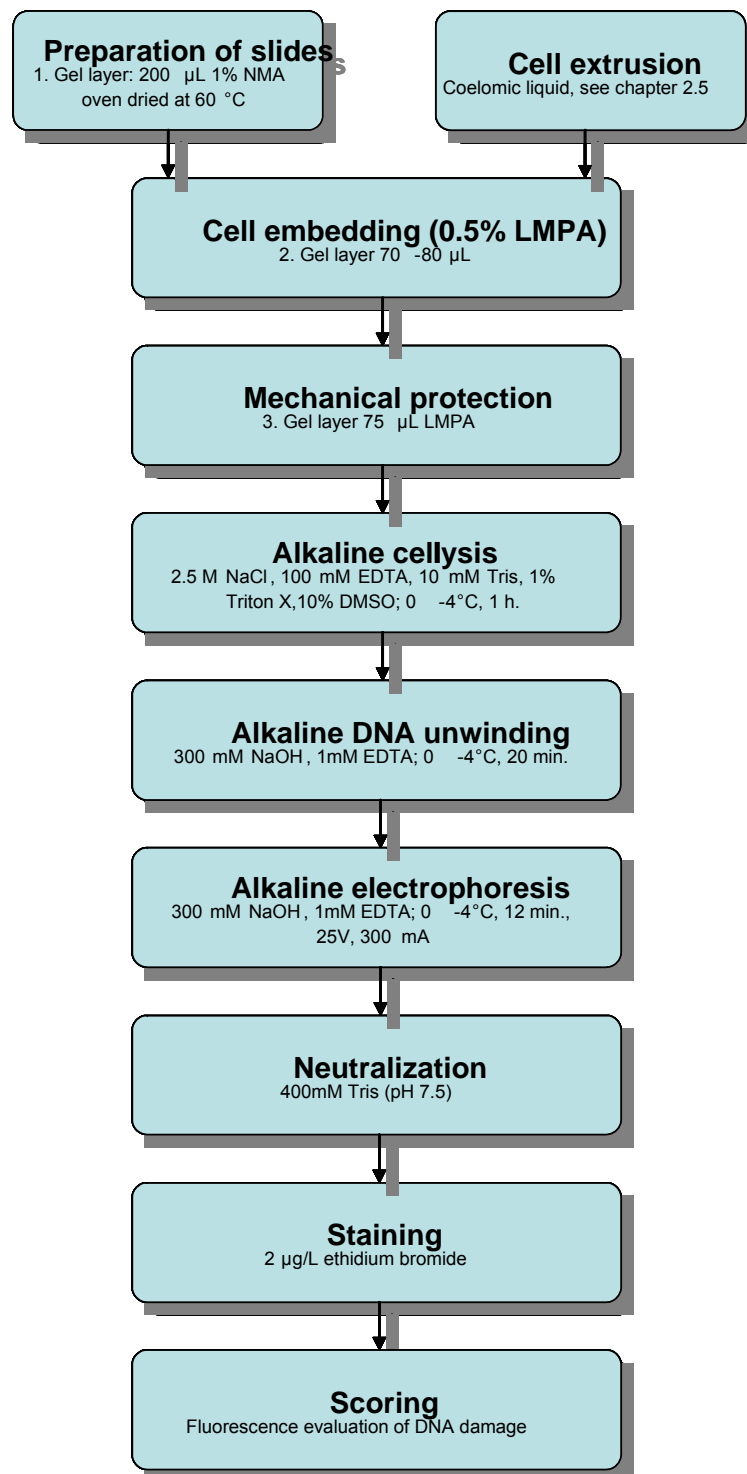 Preparation of slides
1. Gel layer: 200 µL 1% NMA
oven dried at 60 °C
Cell extrusion
Coelomic liquid, see chapter 2.5
Cell embedding (0.5% LMPA)
2. Gel layer 70 -80 µL
Mechanical protection
3. Gel layer 75 µL LMPA
Alkaline cellysis
2.5 M NaCl, 100 mM EDTA, 10 mM Tris, 1%
Triton X,10% DMSO; 0 -4°C, 1 h.
Alkaline DNA unwinding
300 mM NaOH, 1mM EDTA; 0 -4°C, 20 min.
Alkaline electrophoresis
300 mM NaOH, 1mM EDTA; 0 -4°C, 12 min.,
25V, 300 mA
Neutralization
400mM Tris (pH 7.5)
Staining
2 µg/L ethidium bromide
Scoring
Fluorescence evaluation of DNA damage